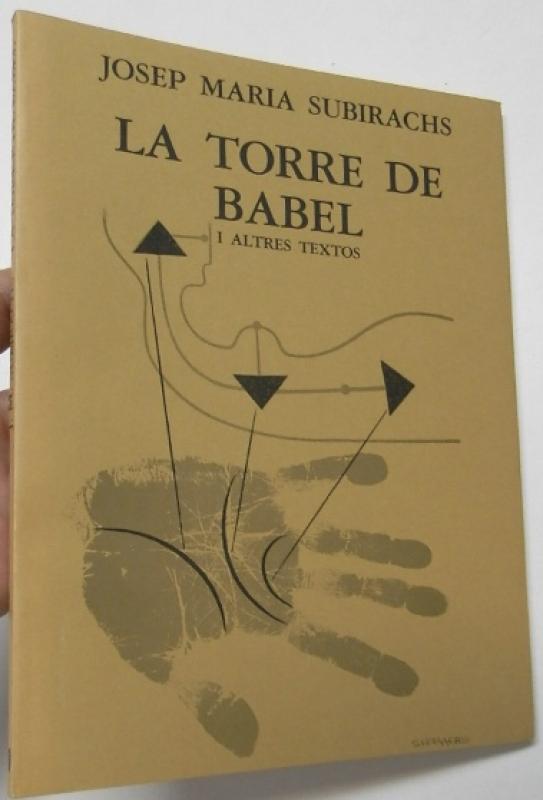 JOSEP MARIA SUBIRACHS
LA TORRE DE
BABEL
I ALTRES TEXTOS